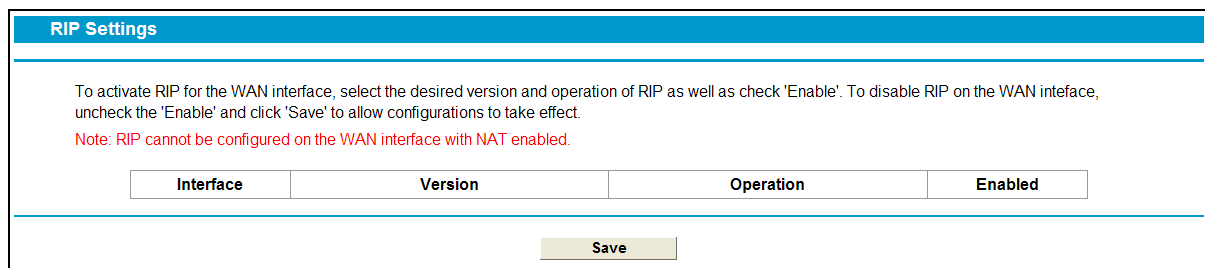 RIP Settings
To activate RIP for the WAN interface, select the desired version and operation of RIP as well as check 'Enable'. To disable RIP on the WAN inteface,
uncheck the 'Enable' and click 'Save' to allow configurations to take effect.
Note: RIP cannot be configured on the WAN interface with NAT enabled.
Interface Version Operation Enabled
Save